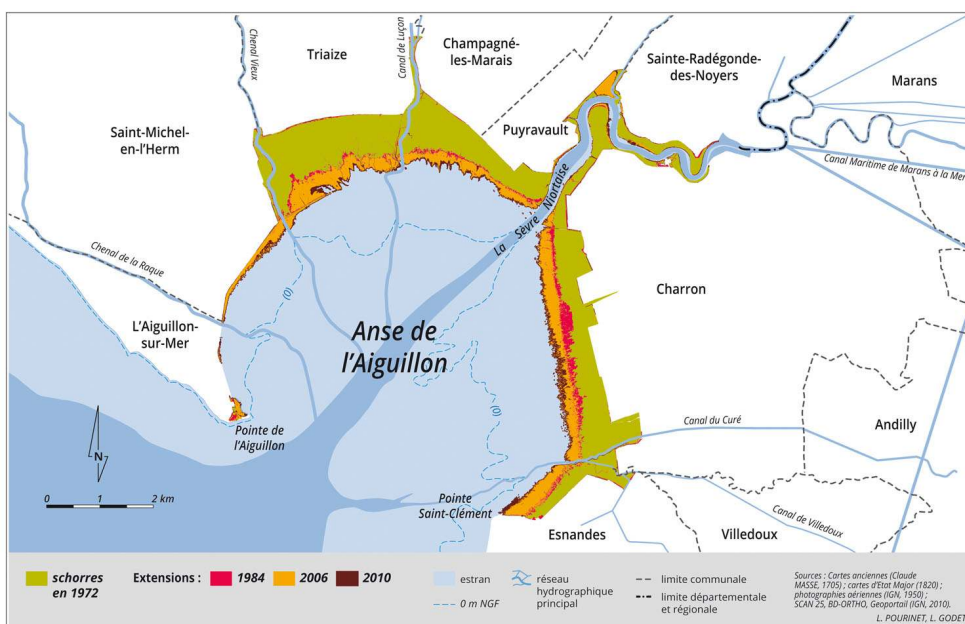 Chenal Vieux
Triaize
Canal de Luçon
Champagné-
les-Marais
Sainte-Radégonde-
des-Noyers
Marans
Saint-Michel
en-l'Herm
Puyravault
Canal Maritime de Marans à la Mer
La Sèvre Niortaise
Chenal de la Raque
(0)
Charron
L'Aiguillon-
sur-Mer
Anse de
l'Aiguillon
(0)
Pointe de
l'Aiguillon
Canal du Curé
Andilly
N
0 1 2 km
Pointe
Saint-Clément
Esnandes
Villedoux
Canal de Villedoux
schorres
en 1972
Extensions :
1984
2006
2010
estran
0 m NGF
réseau
hydrographique
principal
limite communale
limite départementale
et régionale
Sources : Cartes anciennes (Claude
MASSE, 1705) ; cartes d'Etat Major (1820) ;
photographies aériennes (IGN, 1950) ;
SCAN 25, BD-ORTHO, Geoportail (IGN, 2010).
L. POURINET, L. GODET